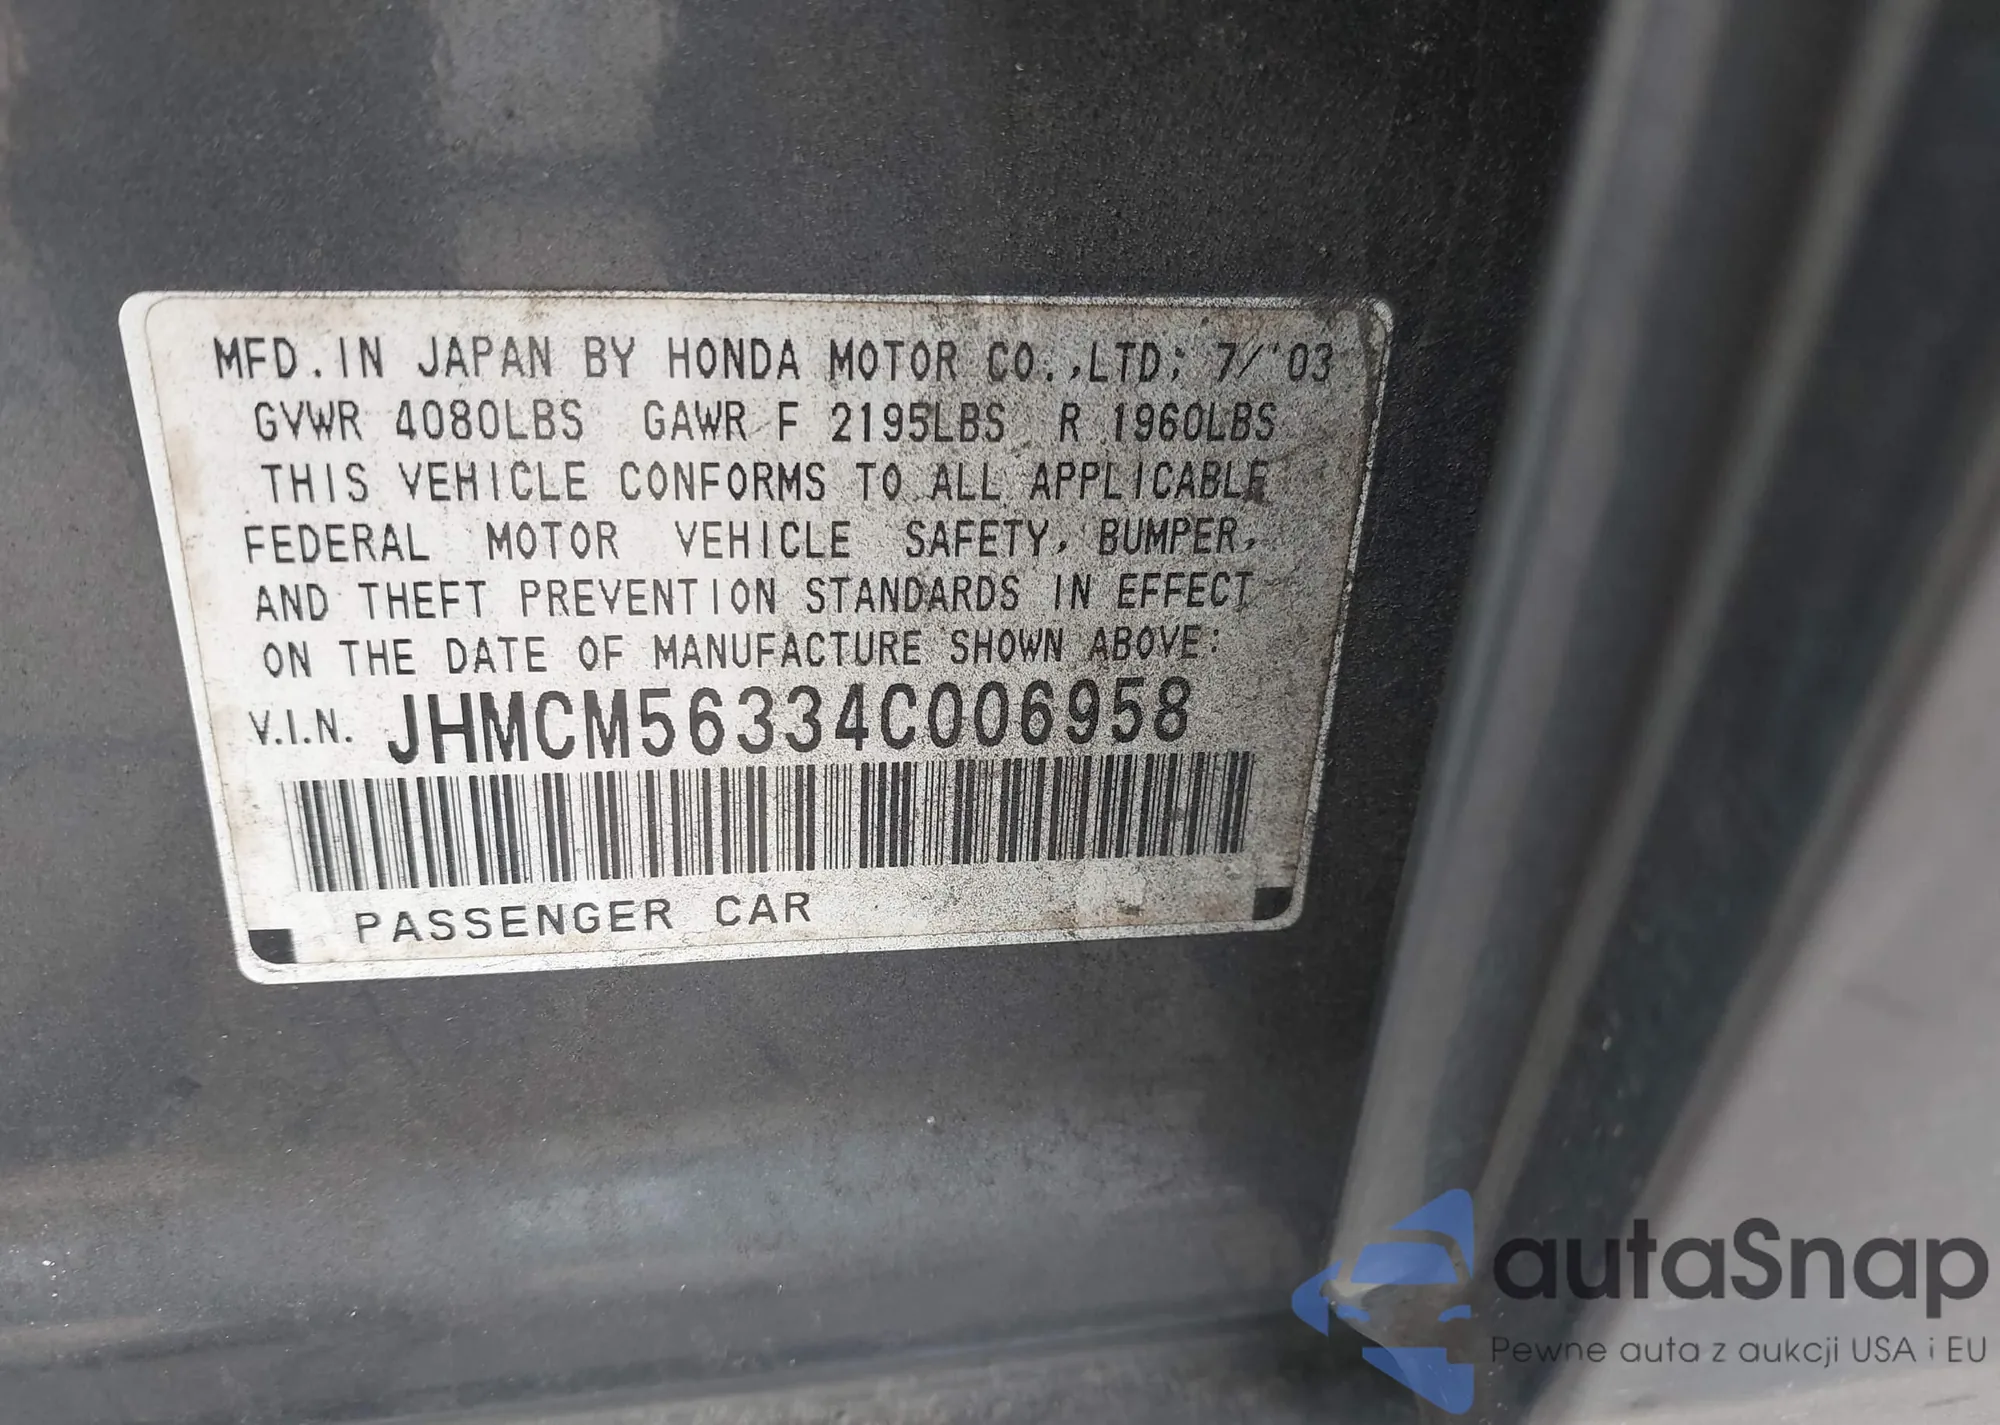 MFD. IN JAPAN BY HONDA MOTOR CO.,LTD; 7/'03
GVWR 4080LBS GAWR F 2195LBS R 1960LBS
THIS VEHICLE CONFORMS TO ALL APPLICABLE
FEDERAL MOTOR VEHICLE SAFETY, BUMPER,
AND THEFT PREVENTION STANDARDS IN EFFECT
ON THE DATE OF MANUFACTURE SHOWN ABOVE:
V.I.N. JHMCM56334C006958
PASSENGER CAR
autaSnap
Pewne auta z aukcji USA i EU